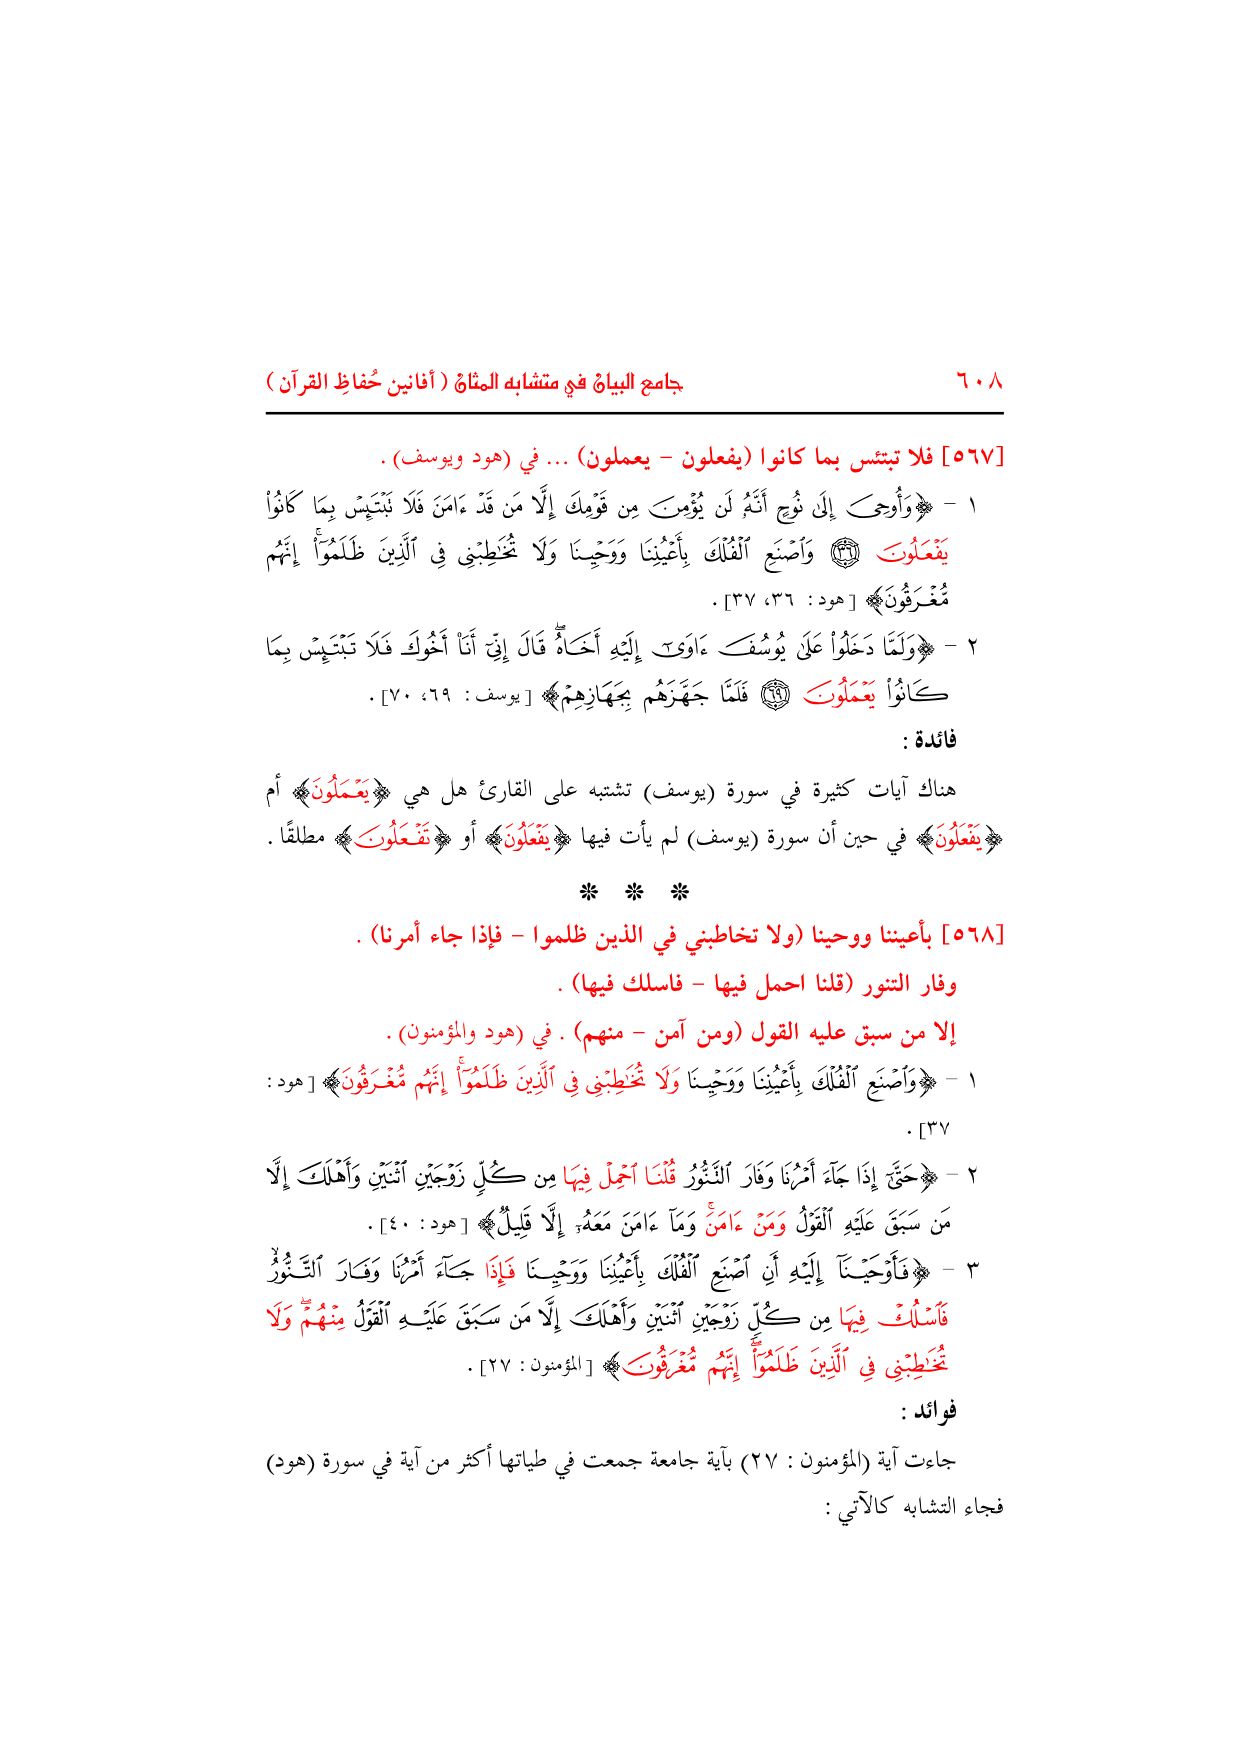 ٦٠٨ جامع البيان في متشابه المثان ( أفانين حُفاظِ القرآن )
[٥٦٧] فلا تبتئس بما كانوا (يفعلون – يعملون) ... في (هود ويوسف) .
١ – ﴿وَأُوحِيَ إِلَىٰ نُوحٍ أَنَّهُۥ لَن يُؤۡمِنَ مِن قَوۡمِكَ إِلَّا مَن قَدۡ ءَامَنَ فَلَا تَبۡتَئِسۡ بِمَا كَانُواْ
يَفۡعَلُونَ ٣٦ وَٱصۡنَعِ ٱلۡفُلۡكَ بِأَعۡيُنِنَا وَوَحۡيِنَا وَلَا تُخَٰطِبۡنِي فِي ٱلَّذِينَ ظَلَمُوٓاْۚ إِنَّهُم
مُّغۡرَقُونَ﴾ [هود : ٣٦، ٣٧] .
٢ – ﴿وَلَمَّا دَخَلُواْ عَلَىٰ يُوسُفَ ءَاوَىٰٓ إِلَيۡهِ أَخَاهُۖ قَالَ إِنِّيٓ أَنَا۠ أَخُوكَ فَلَا تَبۡتَئِسۡ بِمَا
كَانُواْ يَعۡمَلُونَ ٦٩ فَلَمَّا جَهَّزَهُم بِجَهَازِهِمۡ﴾ [يوسف : ٦٩، ٧٠] .
فائدة :
هناك آيات كثيرة في سورة (يوسف) تشتبه على القارئ هل هي ﴿يَعۡمَلُونَ﴾ أم
﴿يَفۡعَلُونَ﴾ في حين أن سورة (يوسف) لم يأت فيها ﴿يَفۡعَلُونَ﴾ أو ﴿تَفۡعَلُونَ﴾ مطلقًا .
❊ ❊ ❊
[٥٦٨] بأعيننا ووحينا (ولا تخاطبني في الذين ظلموا – فإذا جاء أمرنا) .
وفار التنور (قلنا احمل فيها – فاسلك فيها) .
إلا من سبق عليه القول (ومن آمن – منهم) . في (هود والمؤمنون) .
١ – ﴿وَٱصۡنَعِ ٱلۡفُلۡكَ بِأَعۡيُنِنَا وَوَحۡيِنَا وَلَا تُخَٰطِبۡنِي فِي ٱلَّذِينَ ظَلَمُوٓاْۚ إِنَّهُم مُّغۡرَقُونَ﴾ [هود :
٣٧] .
٢ – ﴿حَتَّىٰٓ إِذَا جَآءَ أَمۡرُنَا وَفَارَ ٱلتَّنُّورُ قُلۡنَا ٱحۡمِلۡ فِيهَا مِن كُلّٖ زَوۡجَيۡنِ ٱثۡنَيۡنِ وَأَهۡلَكَ إِلَّا
مَن سَبَقَ عَلَيۡهِ ٱلۡقَوۡلُ وَمَنۡ ءَامَنَۚ وَمَآ ءَامَنَ مَعَهُۥٓ إِلَّا قَلِيلٞ﴾ [هود : ٤٠] .
٣ – ﴿فَأَوۡحَيۡنَآ إِلَيۡهِ أَنِ ٱصۡنَعِ ٱلۡفُلۡكَ بِأَعۡيُنِنَا وَوَحۡيِنَا فَإِذَا جَآءَ أَمۡرُنَا وَفَارَ ٱلتَّنُّورُۙ
فَٱسۡلُكۡ فِيهَا مِن كُلّٖ زَوۡجَيۡنِ ٱثۡنَيۡنِ وَأَهۡلَكَ إِلَّا مَن سَبَقَ عَلَيۡهِ ٱلۡقَوۡلُ مِنۡهُمۡۖ وَلَا
تُخَٰطِبۡنِي فِي ٱلَّذِينَ ظَلَمُوٓاْۖ إِنَّهُم مُّغۡرَقُونَ﴾ [المؤمنون : ٢٧] .
فوائد :
جاءت آية (المؤمنون : ٢٧) بآية جامعة جمعت في طياتها أكثر من آية في سورة (هود)
فجاء التشابه كالآتي :